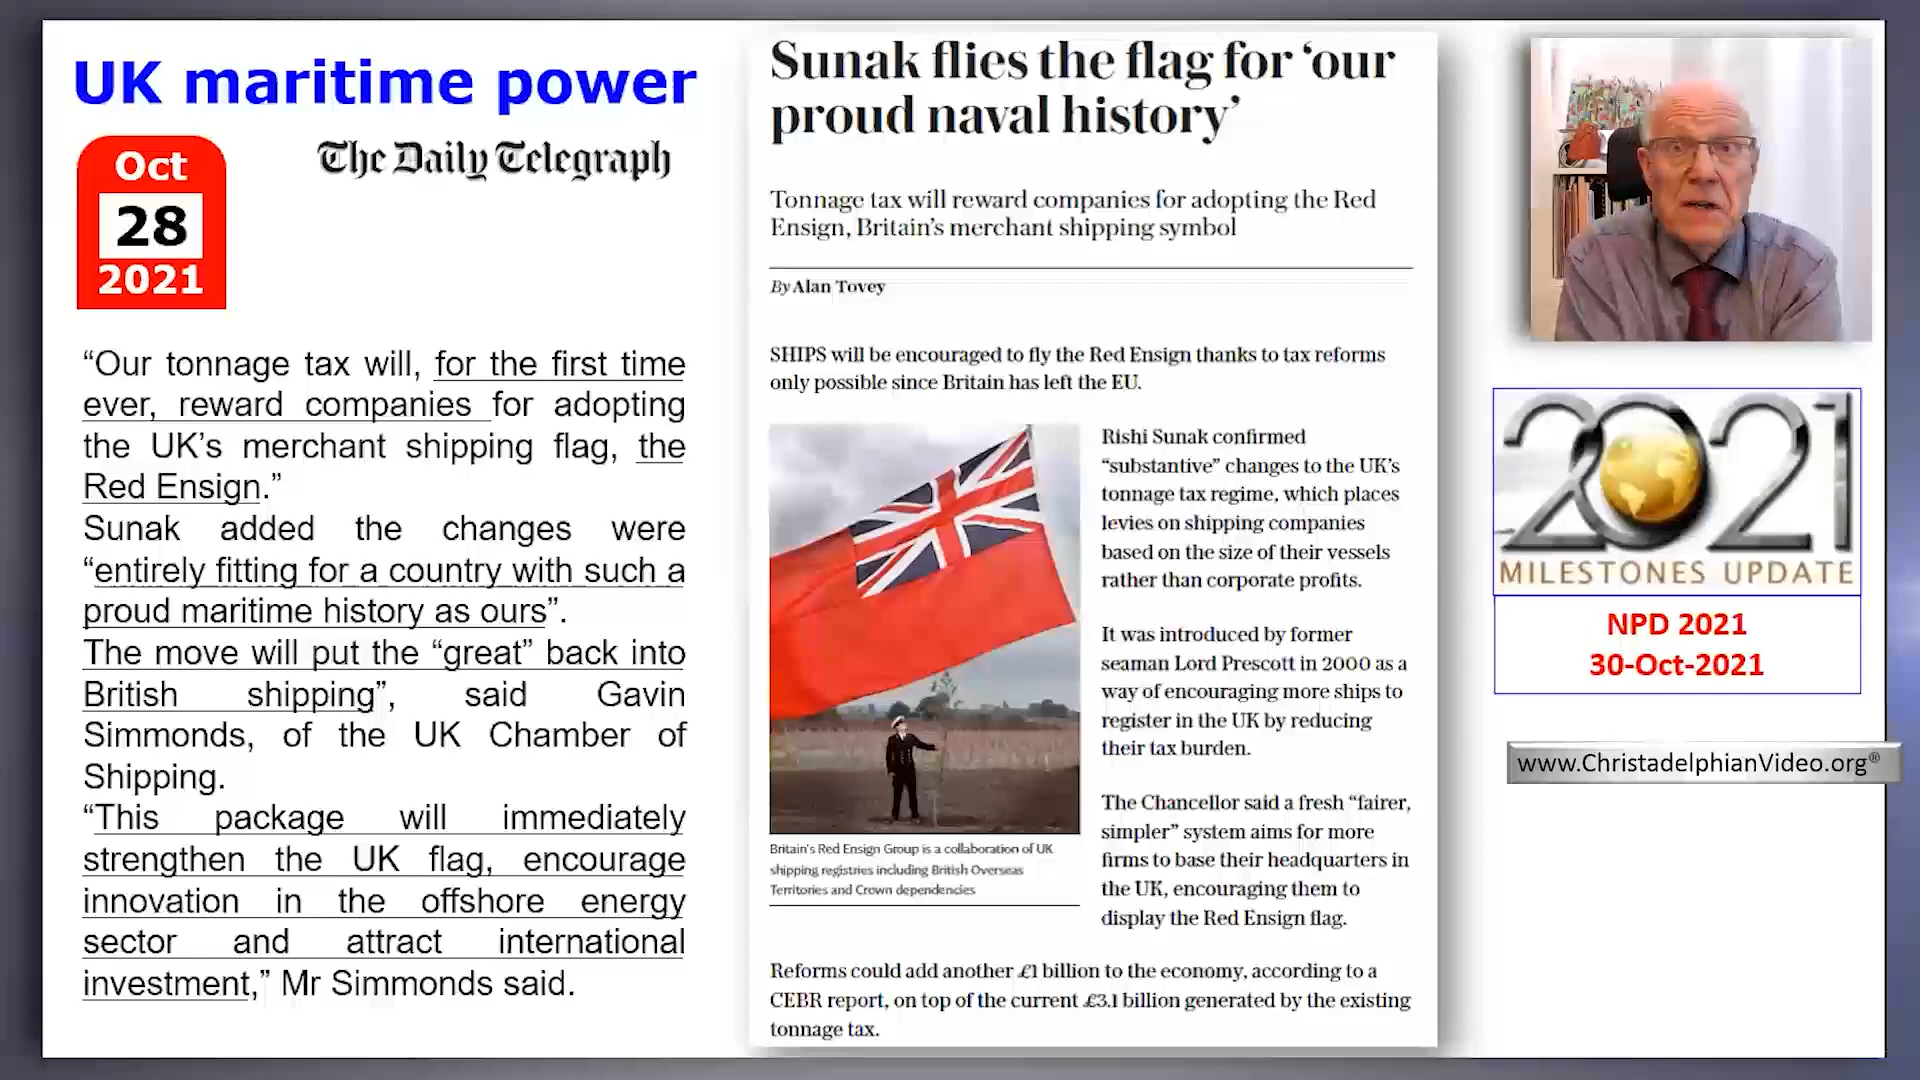 UK maritime power
Oct
28
2021
The Daily Telegraph
“Our tonnage tax will, for the first time
ever, reward companies for adopting
the UK’s merchant shipping flag, the
Red Ensign.”
Sunak added the changes were
“entirely fitting for a country with such a
proud maritime history as ours”.
The move will put the “great” back into
British shipping”, said Gavin
Simmonds, of the UK Chamber of
Shipping.
“This package will immediately
strengthen the UK flag, encourage
innovation in the offshore energy
sector and attract international
investment,” Mr Simmonds said.
Sunak flies the flag for ‘our
proud naval history’
Tonnage tax will reward companies for adopting the Red
Ensign, Britain’s merchant shipping symbol
By Alan Tovey
SHIPS will be encouraged to fly the Red Ensign thanks to tax reforms
only possible since Britain has left the EU.
Rishi Sunak confirmed
“substantive” changes to the UK’s
tonnage tax regime, which places
levies on shipping companies
based on the size of their vessels
rather than corporate profits.
It was introduced by former
seaman Lord Prescott in 2000 as a
way of encouraging more ships to
register in the UK by reducing
their tax burden.
The Chancellor said a fresh “fairer,
simpler” system aims for more
firms to base their headquarters in
the UK, encouraging them to
display the Red Ensign flag.
Britain’s Red Ensign Group is a collaboration of UK
shipping registries including British Overseas
Territories and Crown dependencies
Reforms could add another £1 billion to the economy, according to a
CEBR report, on top of the current £3.1 billion generated by the existing
tonnage tax.
2021
MILESTONES UPDATE
NPD 2021
30-Oct-2021
www.ChristadelphianVideo.org®